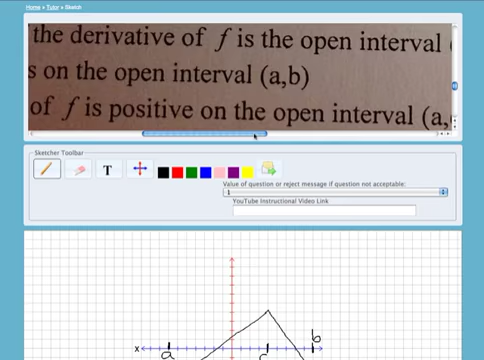 Home » Tutor » Sketch
the derivative of f is the open interval
s on the open interval (a,b)
of f is positive on the open interval (a,
Sketcher Toolbar
T
Value of question or reject message if question not acceptable:
1
YouTube Instructional Video Link
x
a
c
b